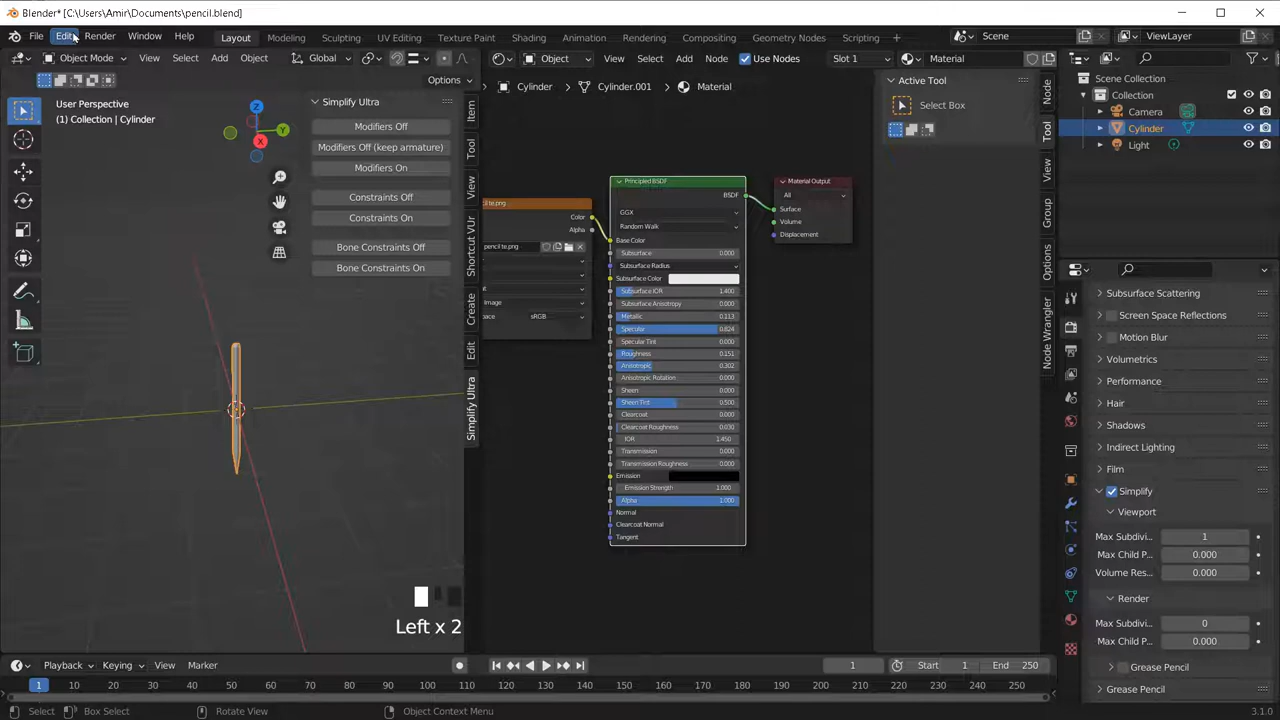 Blender* [C:\Users\Amir\Documents\pencil.blend]
File Edit Render Window Help
Layout Modeling Sculpting UV Editing Texture Paint Shading Animation Rendering Compositing Geometry Nodes Scripting
Scene ViewLayer
Object Mode View Select Add Object Global
Object View Select Add Node Use Nodes Slot 1 Material
Options
User Perspective
(1) Collection | Cylinder
Simplify Ultra
Modifiers Off
Modifiers Off (keep armature)
Modifiers On
Constraints Off
Constraints On
Bone Constraints Off
Bone Constraints On
Item
Tool
View
Shortcut VUr
Create
Edit
Simplify Ultra
Cylinder Cylinder.001 Material
Color
Alpha
pencil te.png
sRGB
Principled BSDF
BSDF
GGX
Random Walk
Base Color
Subsurface 0.000
Subsurface Radius
Subsurface Color
Subsurface IOR 1.400
Subsurface Anisotropy 0.000
Metallic 0.113
Specular 0.824
Specular Tint 0.000
Roughness 0.151
Anisotropic 0.302
Anisotropic Rotation 0.000
Sheen 0.000
Sheen Tint 0.500
Clearcoat 0.000
Clearcoat Roughness 0.030
IOR 1.450
Transmission 0.000
Transmission Roughness 0.000
Emission
Emission Strength 1.000
Alpha 1.000
Normal
Clearcoat Normal
Tangent
Material Output
All
Surface
Volume
Displacement
Active Tool
Select Box
Node
Tool
View
Group
Options
Node Wrangler
Scene Collection
Collection
Camera
Cylinder
Light
Subsurface Scattering
Screen Space Reflections
Motion Blur
Volumetrics
Performance
Hair
Shadows
Indirect Lighting
Film
Simplify
Viewport
Max Subdivi... 1
Max Child P... 0.000
Volume Res... 0.000
Render
Max Subdivi... 0
Max Child P... 0.000
Grease Pencil
Grease Pencil
Left x 2
Playback Keying View Marker 1 Start 1 End 250
1 10 20 30 40 50 60 70 80 90 100 110 120 130 140 150 160 170 180 190 200 210 220 230 240 250
Select Box Select Rotate View Object Context Menu 3.1.0